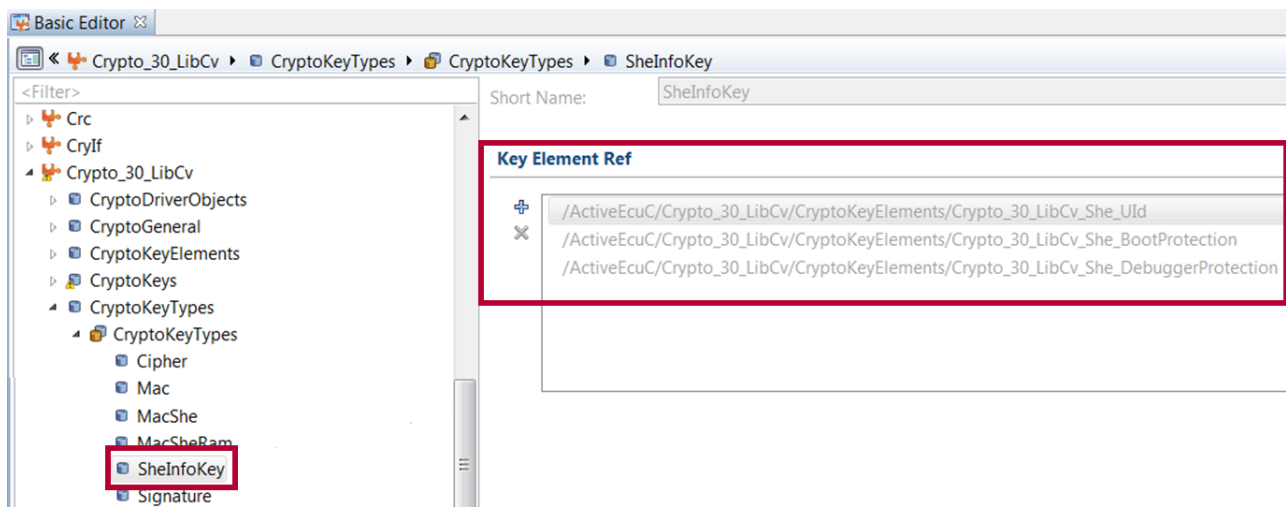 Basic Editor
Crypto_30_LibCv CryptoKeyTypes CryptoKeyTypes SheInfoKey
<Filter>
Crc
CryIf
Crypto_30_LibCv
CryptoDriverObjects
CryptoGeneral
CryptoKeyElements
CryptoKeys
CryptoKeyTypes
CryptoKeyTypes
Cipher
Mac
MacShe
MacSheRam
SheInfoKey
Signature
Short Name: SheInfoKey
Key Element Ref
/ActiveEcuC/Crypto_30_LibCv/CryptoKeyElements/Crypto_30_LibCv_She_UId
/ActiveEcuC/Crypto_30_LibCv/CryptoKeyElements/Crypto_30_LibCv_She_BootProtection
/ActiveEcuC/Crypto_30_LibCv/CryptoKeyElements/Crypto_30_LibCv_She_DebuggerProtection